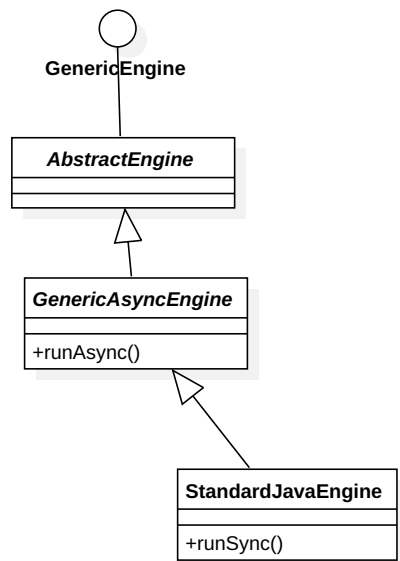 GenericEngine
AbstractEngine
GenericAsyncEngine
+runAsync()
StandardJavaEngine
+runSync()